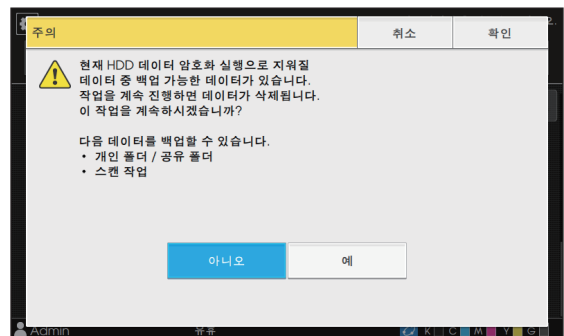 주의
취소
확인
현재 HDD 데이터 암호화 실행으로 지워질
데이터 중 백업 가능한 데이터가 있습니다.
작업을 계속 진행하면 데이터가 삭제됩니다.
이 작업을 계속하시겠습니까?
다음 데이터를 백업할 수 있습니다.
• 개인 폴더 / 공유 폴더
• 스캔 작업
아니오
예
Admin
유휴
K C M Y G